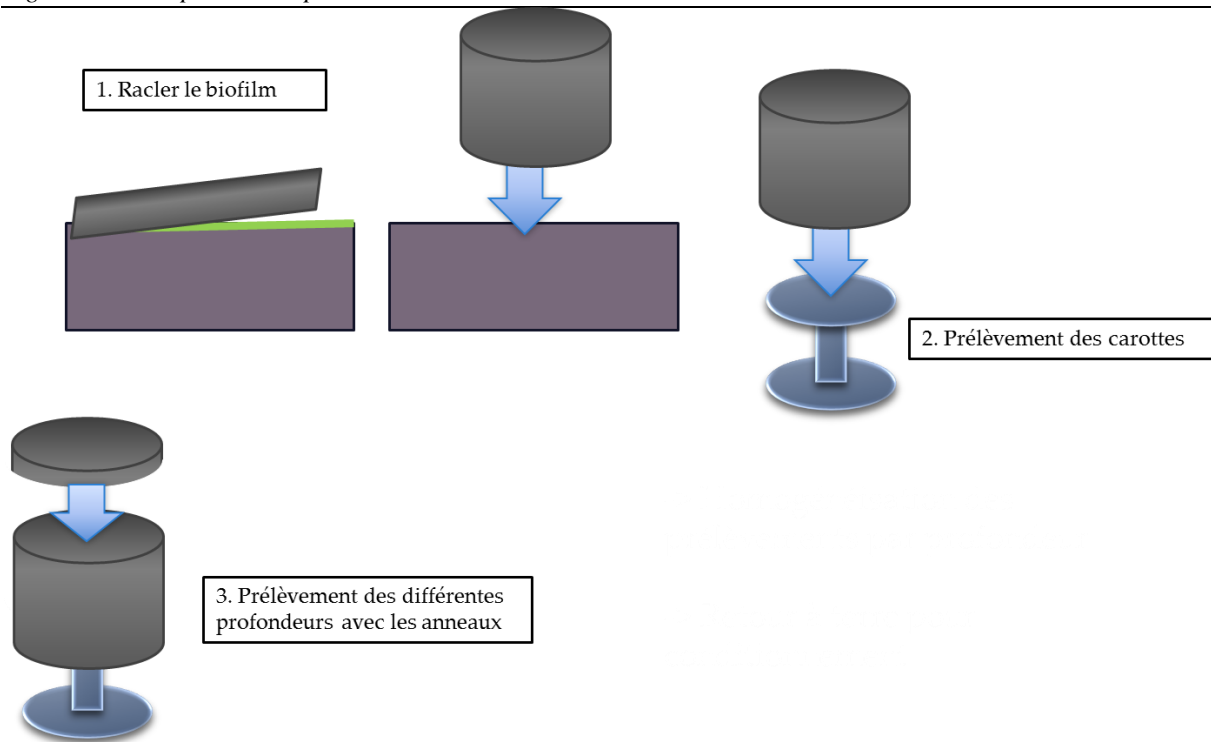 1. Racler le biofilm
2. Prélèvement des carottes
3. Prélèvement des différentes
profondeurs avec les anneaux